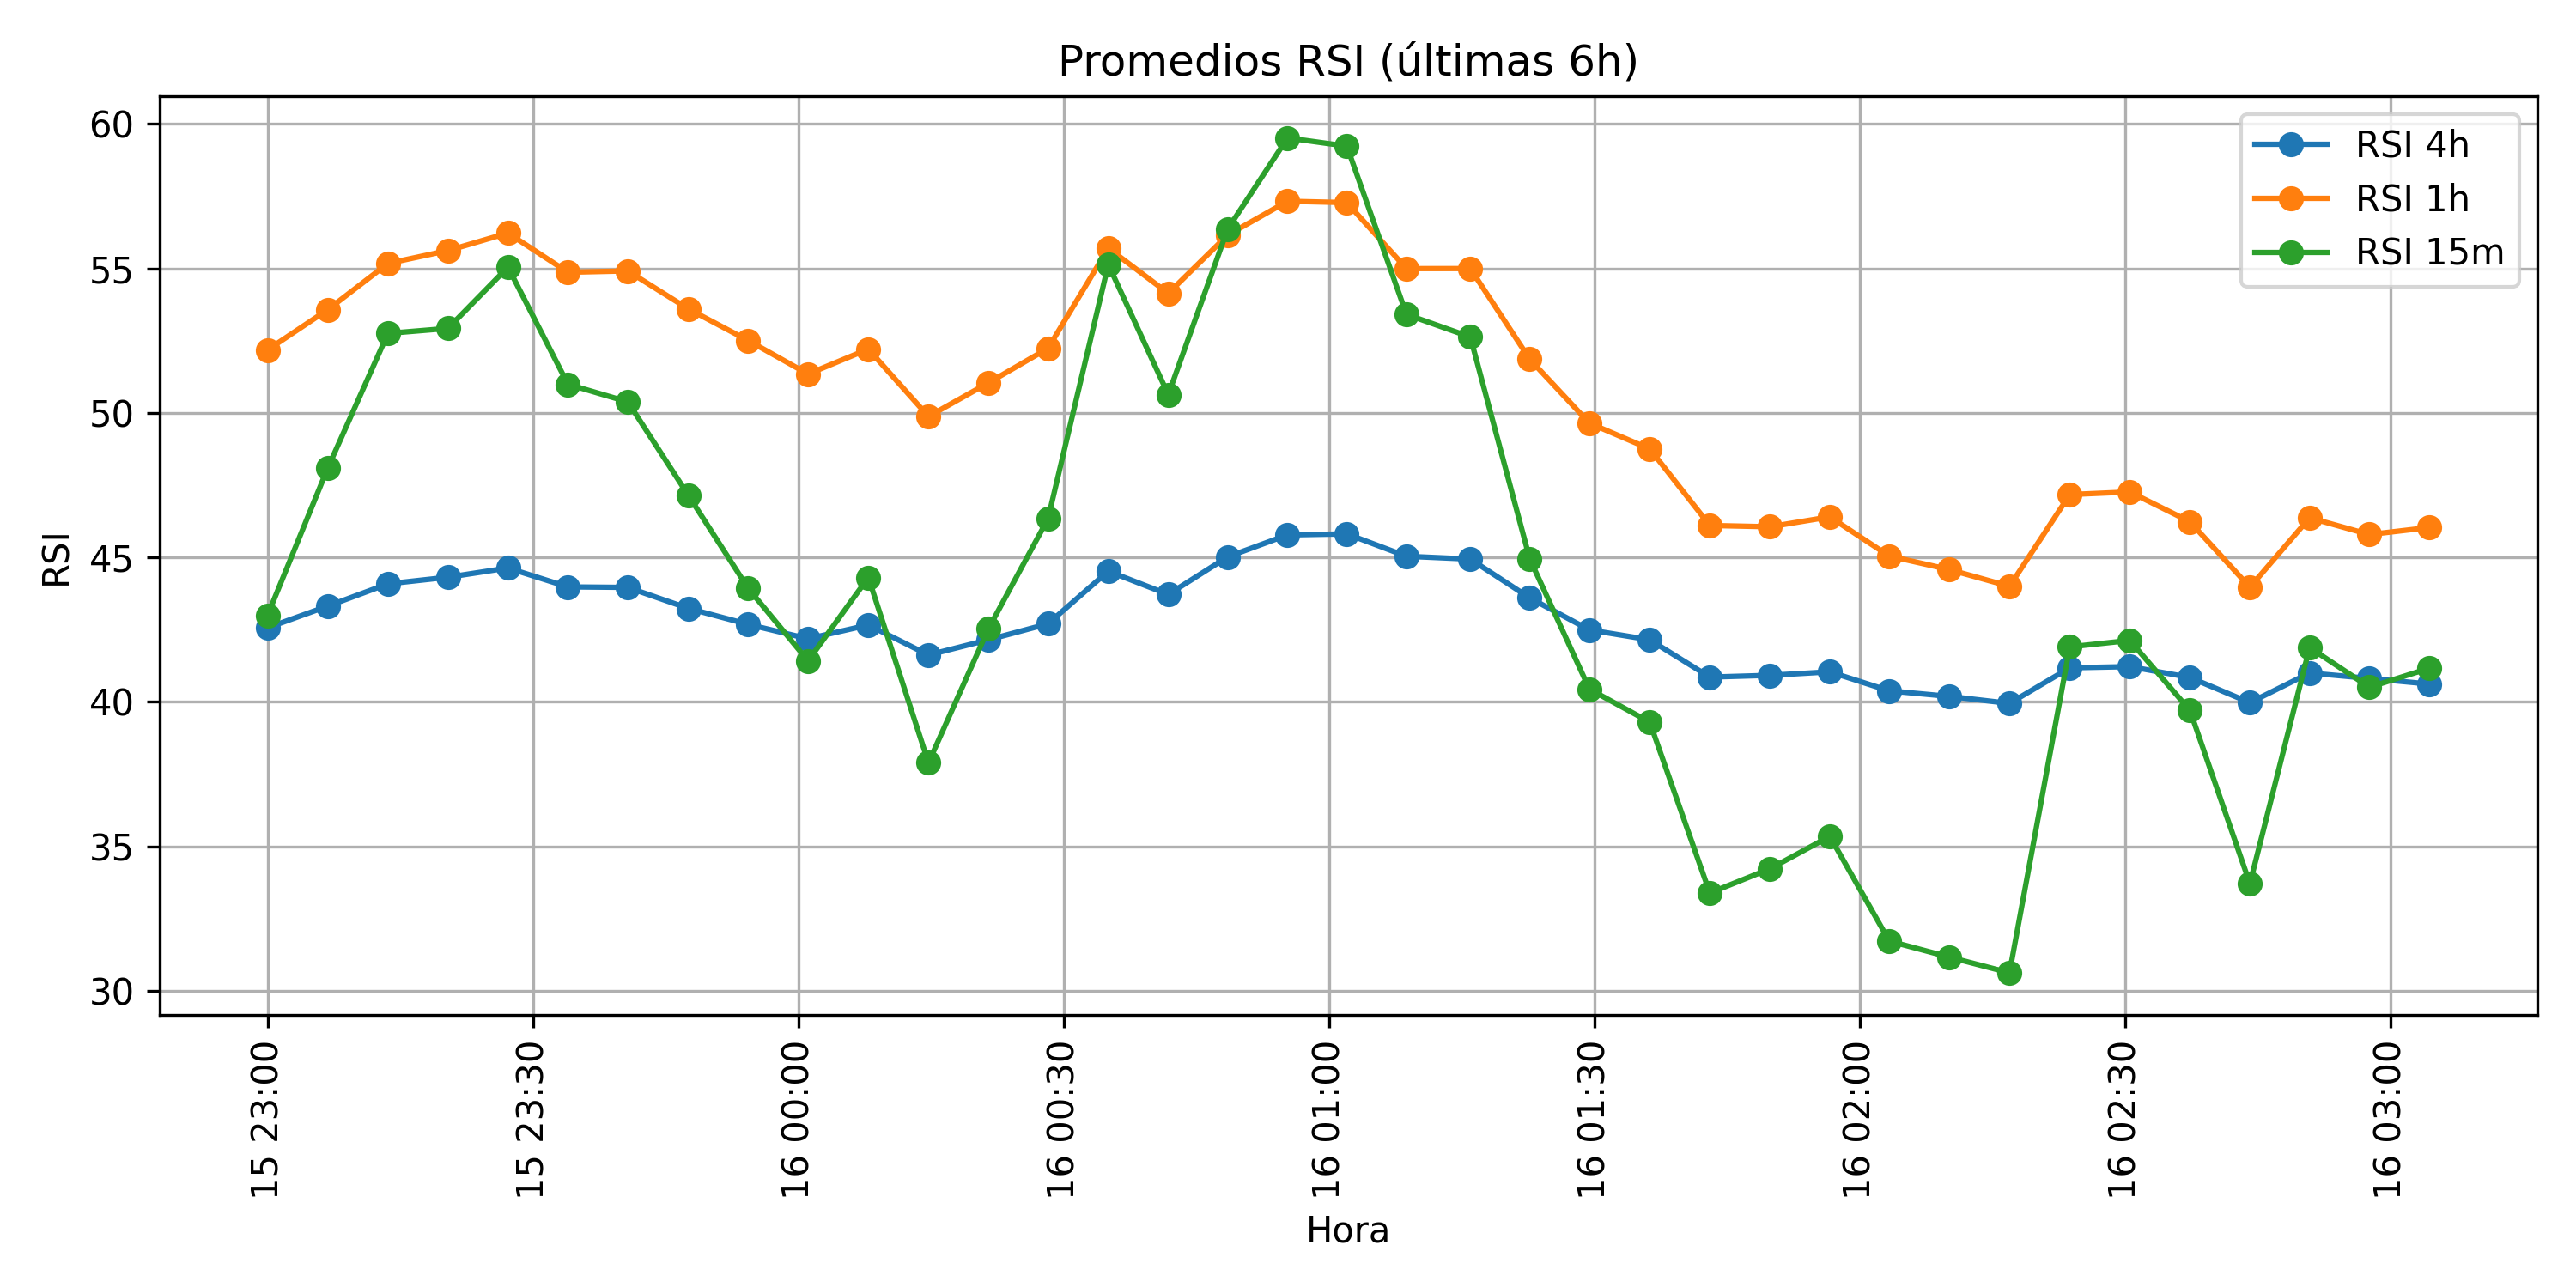 Promedios RSI (últimas 6h)
RSI 4h
RSI 1h
RSI 15m
RSI
60
55
50
45
40
35
30
15 23:00
15 23:30
16 00:00
16 00:30
16 01:00
16 01:30
16 02:00
16 02:30
16 03:00
Hora